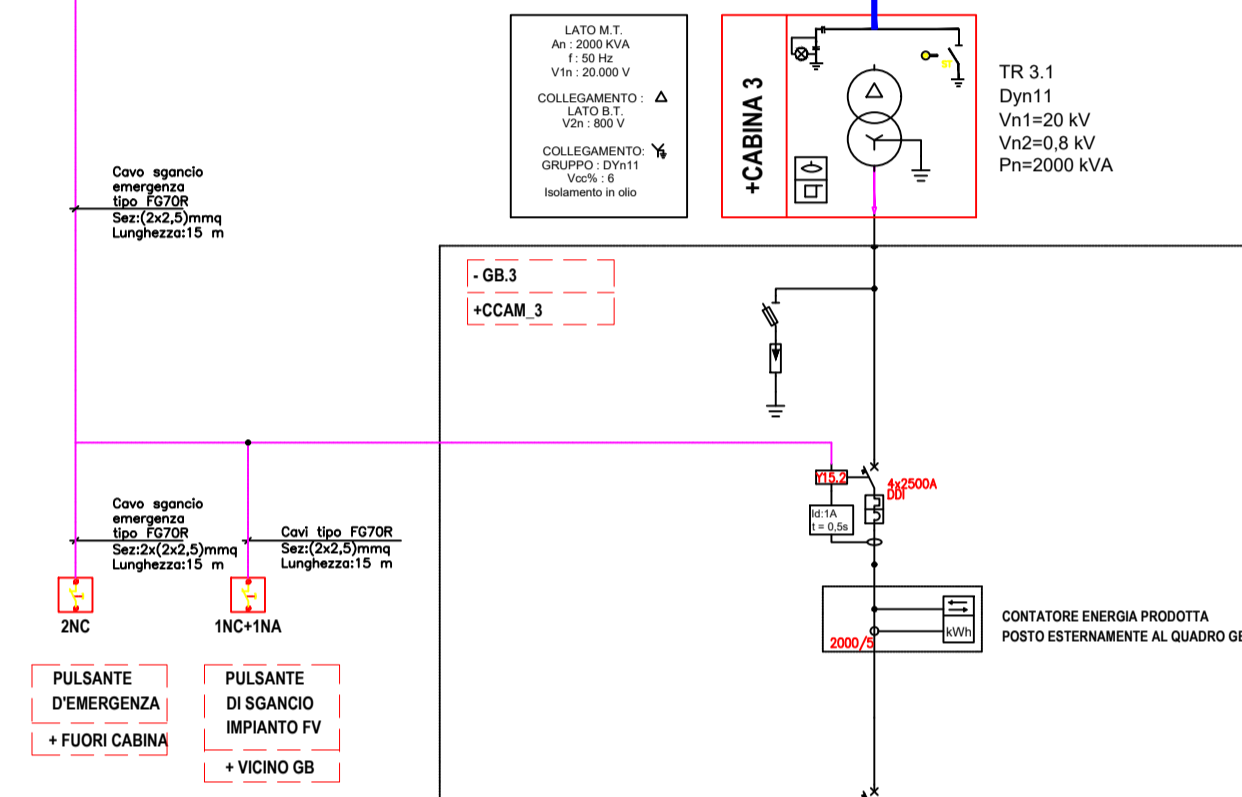 LATO M.T.
An : 2000 KVA
f : 50 Hz
V1n : 20.000 V
COLLEGAMENTO :
LATO B.T.
V2n : 800 V
COLLEGAMENTO:
GRUPPO : DYn11
Vcc% : 6
Isolamento in olio
+CABINA 3
ST
TR 3.1
Dyn11
Vn1=20 kV
Vn2=0,8 kV
Pn=2000 kVA
Cavo sgancio
emergenza
tipo FG7OR
Sez:(2x2,5)mmq
Lunghezza:15 m
- GB.3
+CCAM_3
Y15.2
4x2500A
DDI
Id:1A
t = 0,5s
Cavo sgancio
emergenza
tipo FG7OR
Sez:2x(2x2,5)mmq
Lunghezza:15 m
Cavi tipo FG7OR
Sez:(2x2,5)mmq
Lunghezza:15 m
2NC
1NC+1NA
kWh
2000/5
CONTATORE ENERGIA PRODOTTA
POSTO ESTERNAMENTE AL QUADRO GE
PULSANTE
D'EMERGENZA
+ FUORI CABINA
PULSANTE
DI SGANCIO
IMPIANTO FV
+ VICINO GB